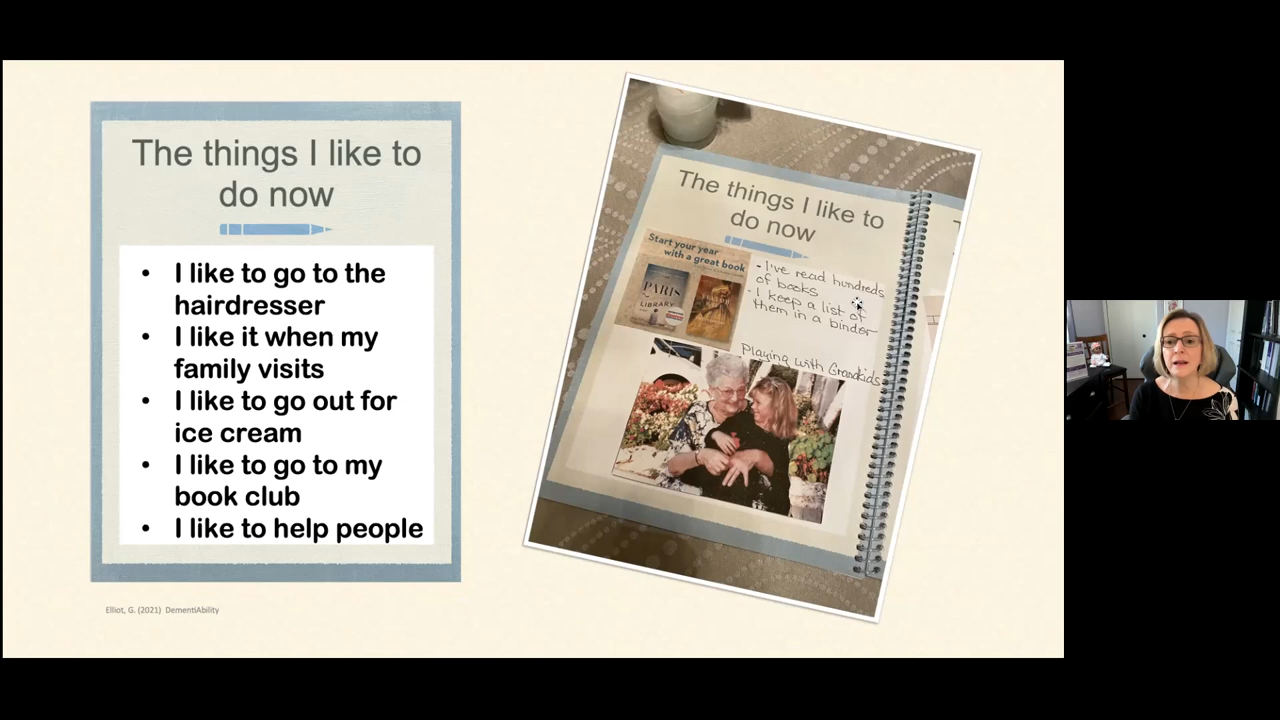 The things I like to
do now
• I like to go to the
hairdresser
• I like it when my
family visits
• I like to go out for
ice cream
• I like to go to my
book club
• I like to help people
Elliot, G. (2021) DementiAbility
The things I like to
do now
Start your year
with a great book
PARIS
LIBRARY
- I've read hundreds
of books
- I keep a list of
them in a binder
Playing with Grandkids